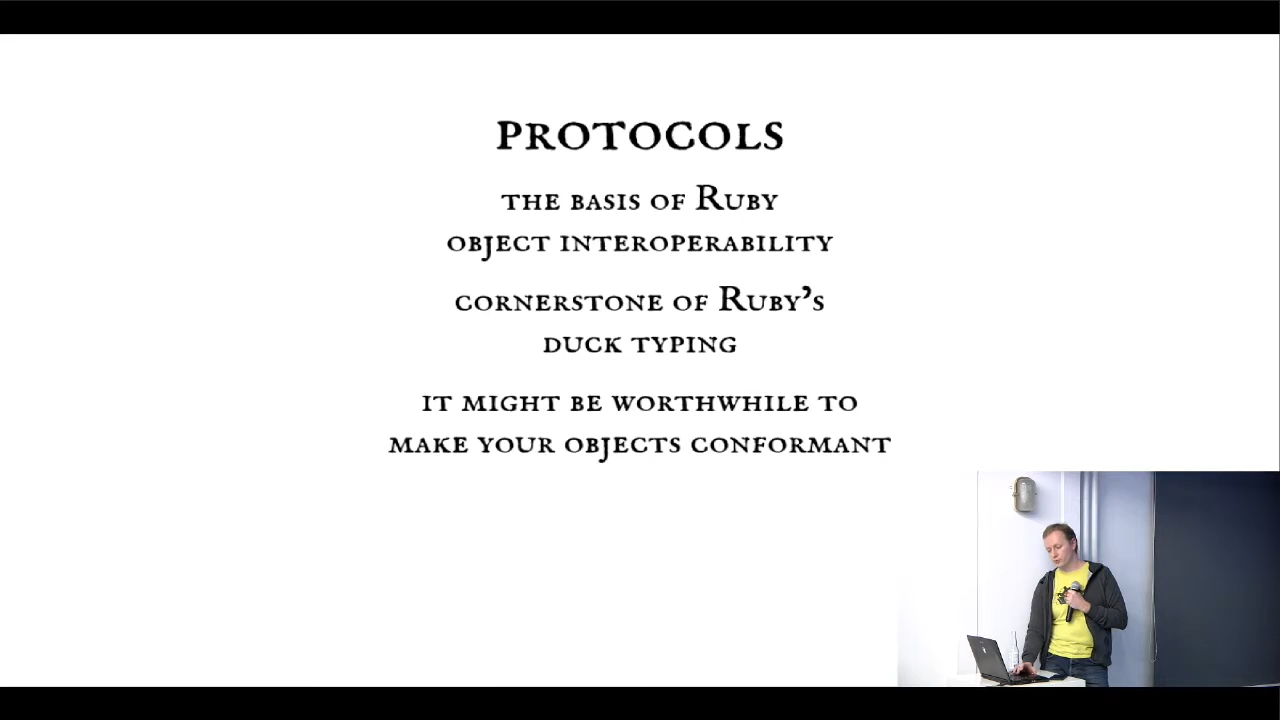 PROTOCOLS
THE BASIS OF RUBY
OBJECT INTEROPERABILITY
CORNERSTONE OF RUBY'S
DUCK TYPING
IT MIGHT BE WORTHWHILE TO
MAKE YOUR OBJECTS CONFORMANT